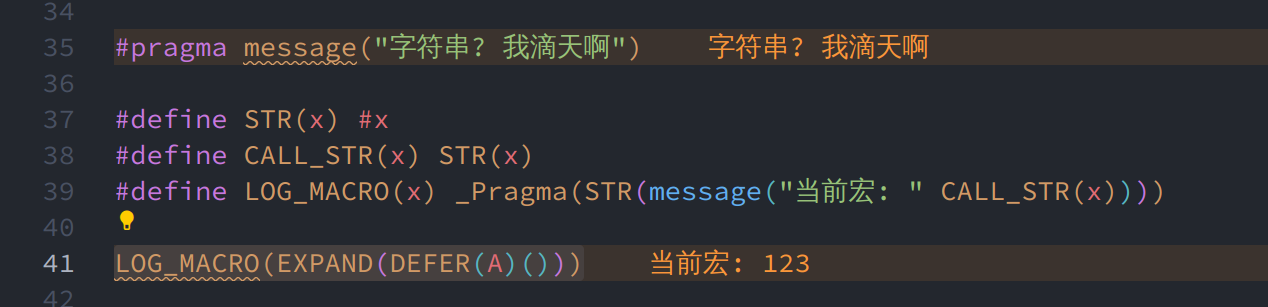 34
35 #pragma message("字符串? 我滴天啊") 字符串? 我滴天啊
36
37 #define STR(x) #x
38 #define CALL_STR(x) STR(x)
39 #define LOG_MACRO(x) _Pragma(STR(message("当前宏: " CALL_STR(x))))
40
41 LOG_MACRO(EXPAND(DEFER(A)())) 当前宏: 123
42